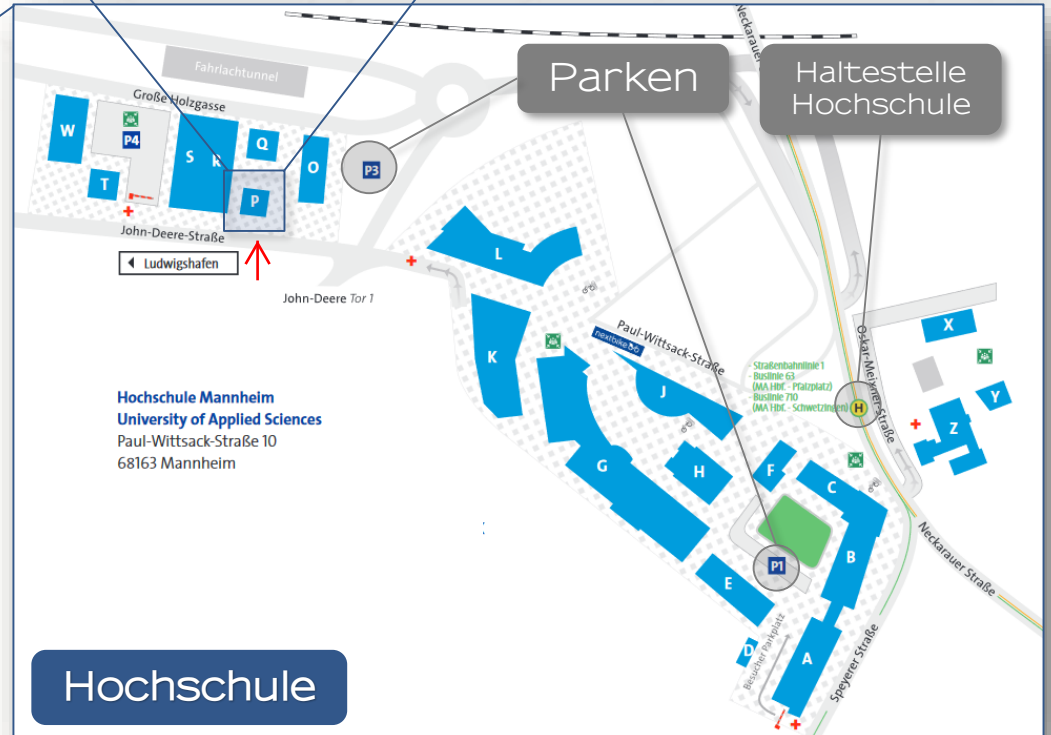 Neckarauer
Fahrlachtunnel
Parken
Haltestelle
Hochschule
Große Holzgasse
W
P4
S
R
Q
O
P3
T
P
John-Deere-Straße
Ludwigshafen
John-Deere Tor 1
L
K
Paul-Wittsack-Straße
nextbike
Straßenbahnlinie 1
Buslinie 63
(MA Hbf. - Pfalzplatz)
Buslinie 710
(MA Hbf. - Schwetzingen)
H
Oskar-Meixner-Straße
X
Y
Z
J
Hochschule Mannheim
University of Applied Sciences
Paul-Wittsack-Straße 10
68163 Mannheim
G
H
F
C
B
P1
E
D
A
Besucher Parkplatz
Speyerer Straße
Neckarauer Straße
Hochschule